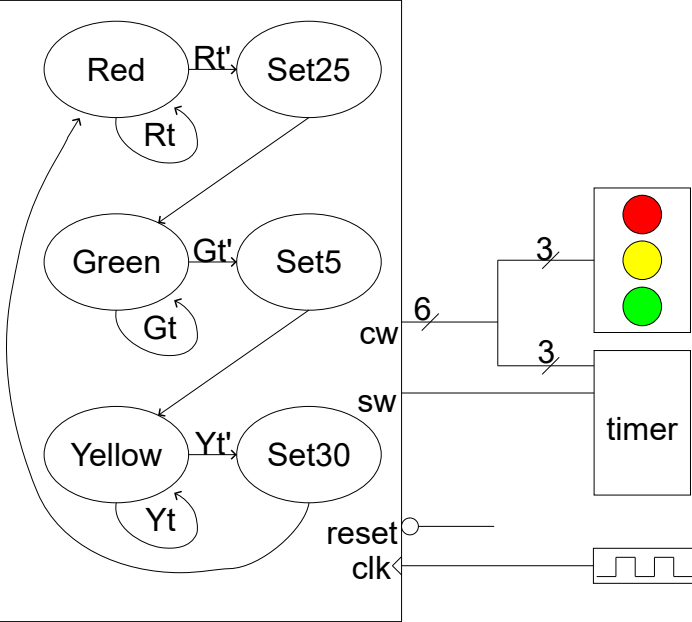 Red
Rt'
Set25
Rt
Green
Gt'
Set5
Gt
Yellow
Yt'
Set30
Yt
cw
6
3
3
sw
timer
reset
clk